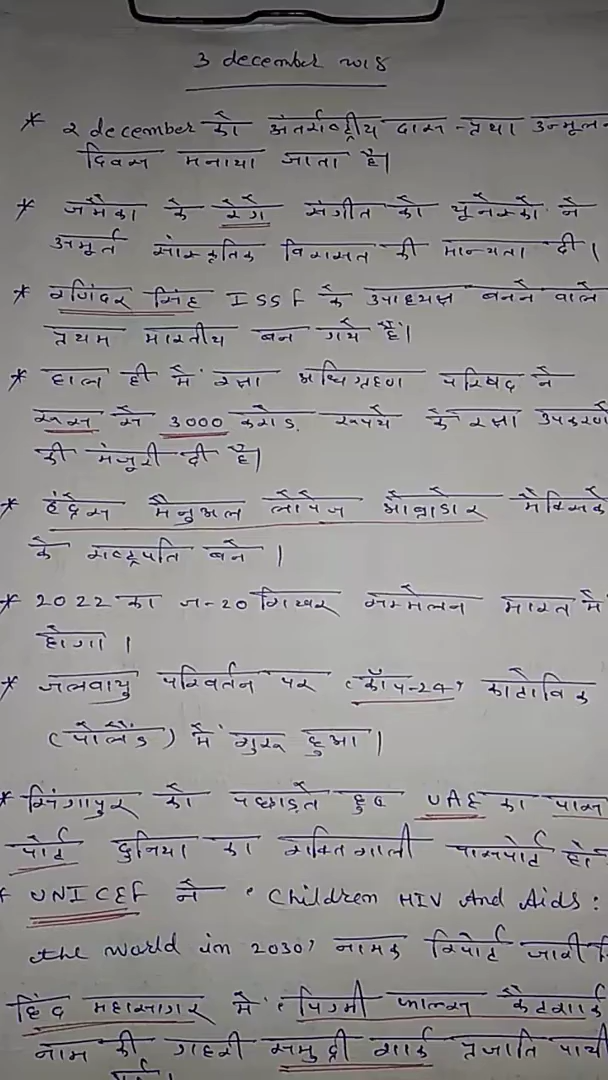 3 december 2018
* 2 december को अंतर्राष्ट्रीय दास प्रथा उन्मूलन
दिवस मनाया जाता है।
* जमैका के रेगे संगीत को यूनेस्को ने
अमूर्त सांस्कृतिक विरासत की मान्यता दी।
* रणिंदर सिंह ISSF के उपाध्यक्ष बनने वाले
प्रथम भारतीय बन गये हैं।
* हाल ही में रक्षा अधिग्रहण परिषद ने
रूस से 3000 करोड़ रूपये के रक्षा उपकरणो
की मंजूरी दी है।
* हंद्रेस मैनुअल लोपेज ओब्राडोर मैक्सिको
के राष्ट्रपति बने।
* 2022 का ज-20 शिखर सम्मेलन भारत में
होगा।
* जलवायु परिवर्तन पर 'कॉप-24' काटोविक
(पोलैंड) में शुरू हुआ।
* सिंगापुर को पछाड़ते हुए UAE का पास
पोर्ट दुनिया का शक्तिशाली पासपोर्ट हो
* UNICEF ने 'Children HIV And Aids:
the world in 2030' नामक रिपोर्ट जारी
हिंद महासागर में 'पिग्मी फाल्स कैटशार्क
नाम की गहरी समुद्री शार्क प्रजाति पायी